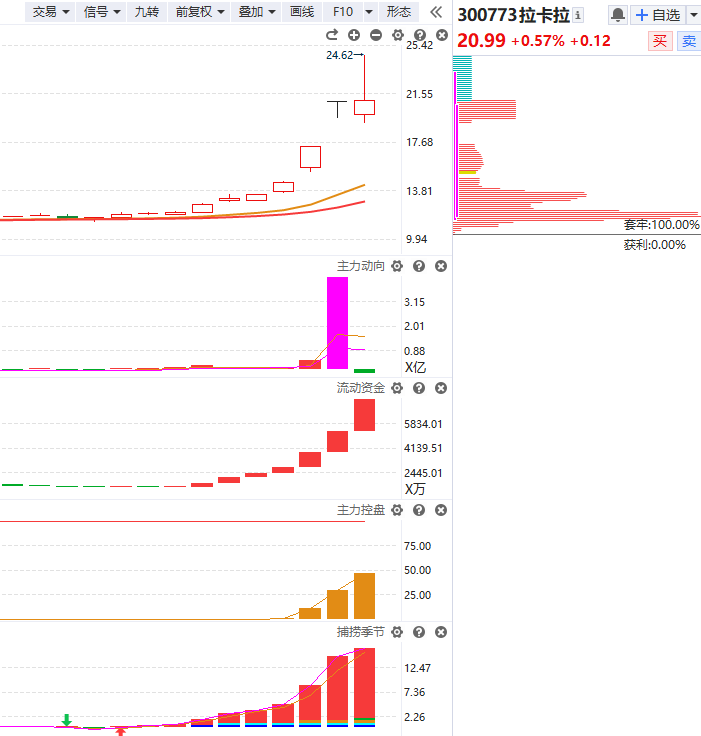 交易 信号 九转 前复权 叠加 画线 F10 形态
300773拉卡拉
自选
20.99 +0.57% +0.12
买 卖
25.42
24.62
21.55
17.68
13.81
9.94
套牢:100.00%
获利:0.00%
主力动向
3.15
2.01
0.88
X亿
流动资金
5834.01
4139.51
2445.01
X万
主力控盘
75.00
50.00
25.00
捕捞季节
12.47
7.36
2.26